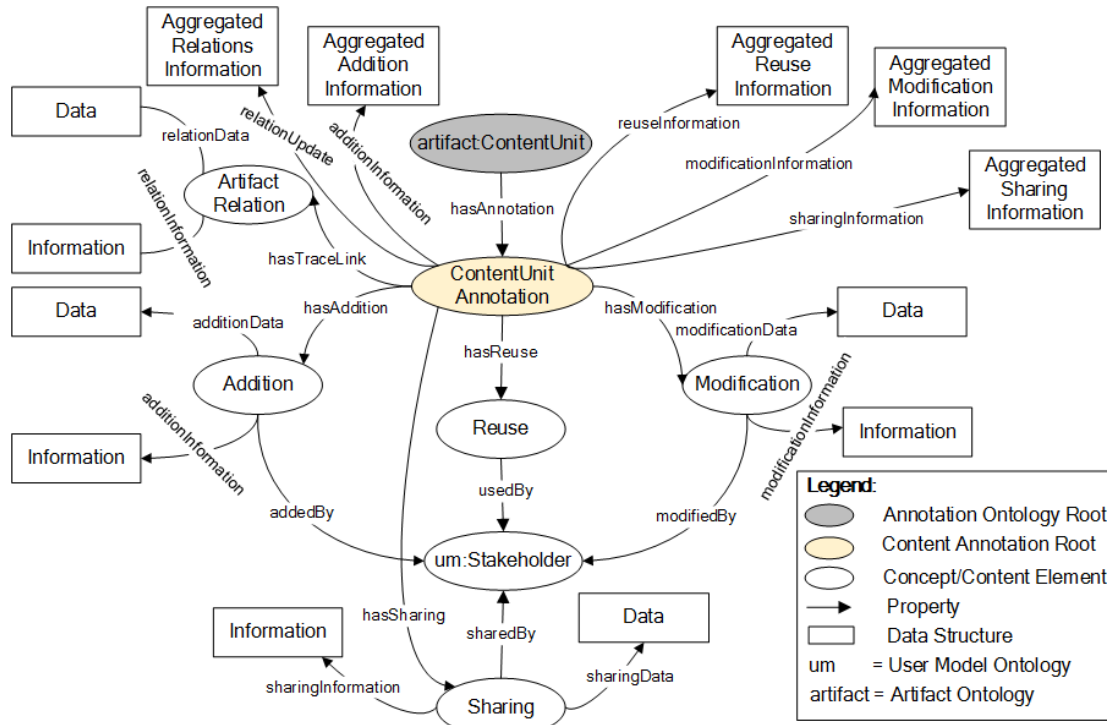 Aggregated
Relations
Information
Aggregated
Addition
Information
Aggregated
Reuse
Information
Aggregated
Modification
Information
Data
relationData
relationUpdate
additionInformation
artifact:ContentUnit
reuseInformation
modificationInformation
Aggregated
Sharing
Information
Artifact
Relation
relationInformation
hasAnnotation
sharingInformation
Information
hasTraceLink
ContentUnit
Annotation
Data
additionData
hasAddition
hasModification
modificationData
Data
hasReuse
Addition
Modification
additionInformation
modificationInformation
Reuse
Information
Information
addedBy
usedBy
modifiedBy
um:Stakeholder
hasSharing
sharedBy
Information
Data
sharingInformation
sharingData
Sharing
Legend:
Annotation Ontology Root
Content Annotation Root
Concept/Content Element
Property
Data Structure
um = User Model Ontology
artifact = Artifact Ontology